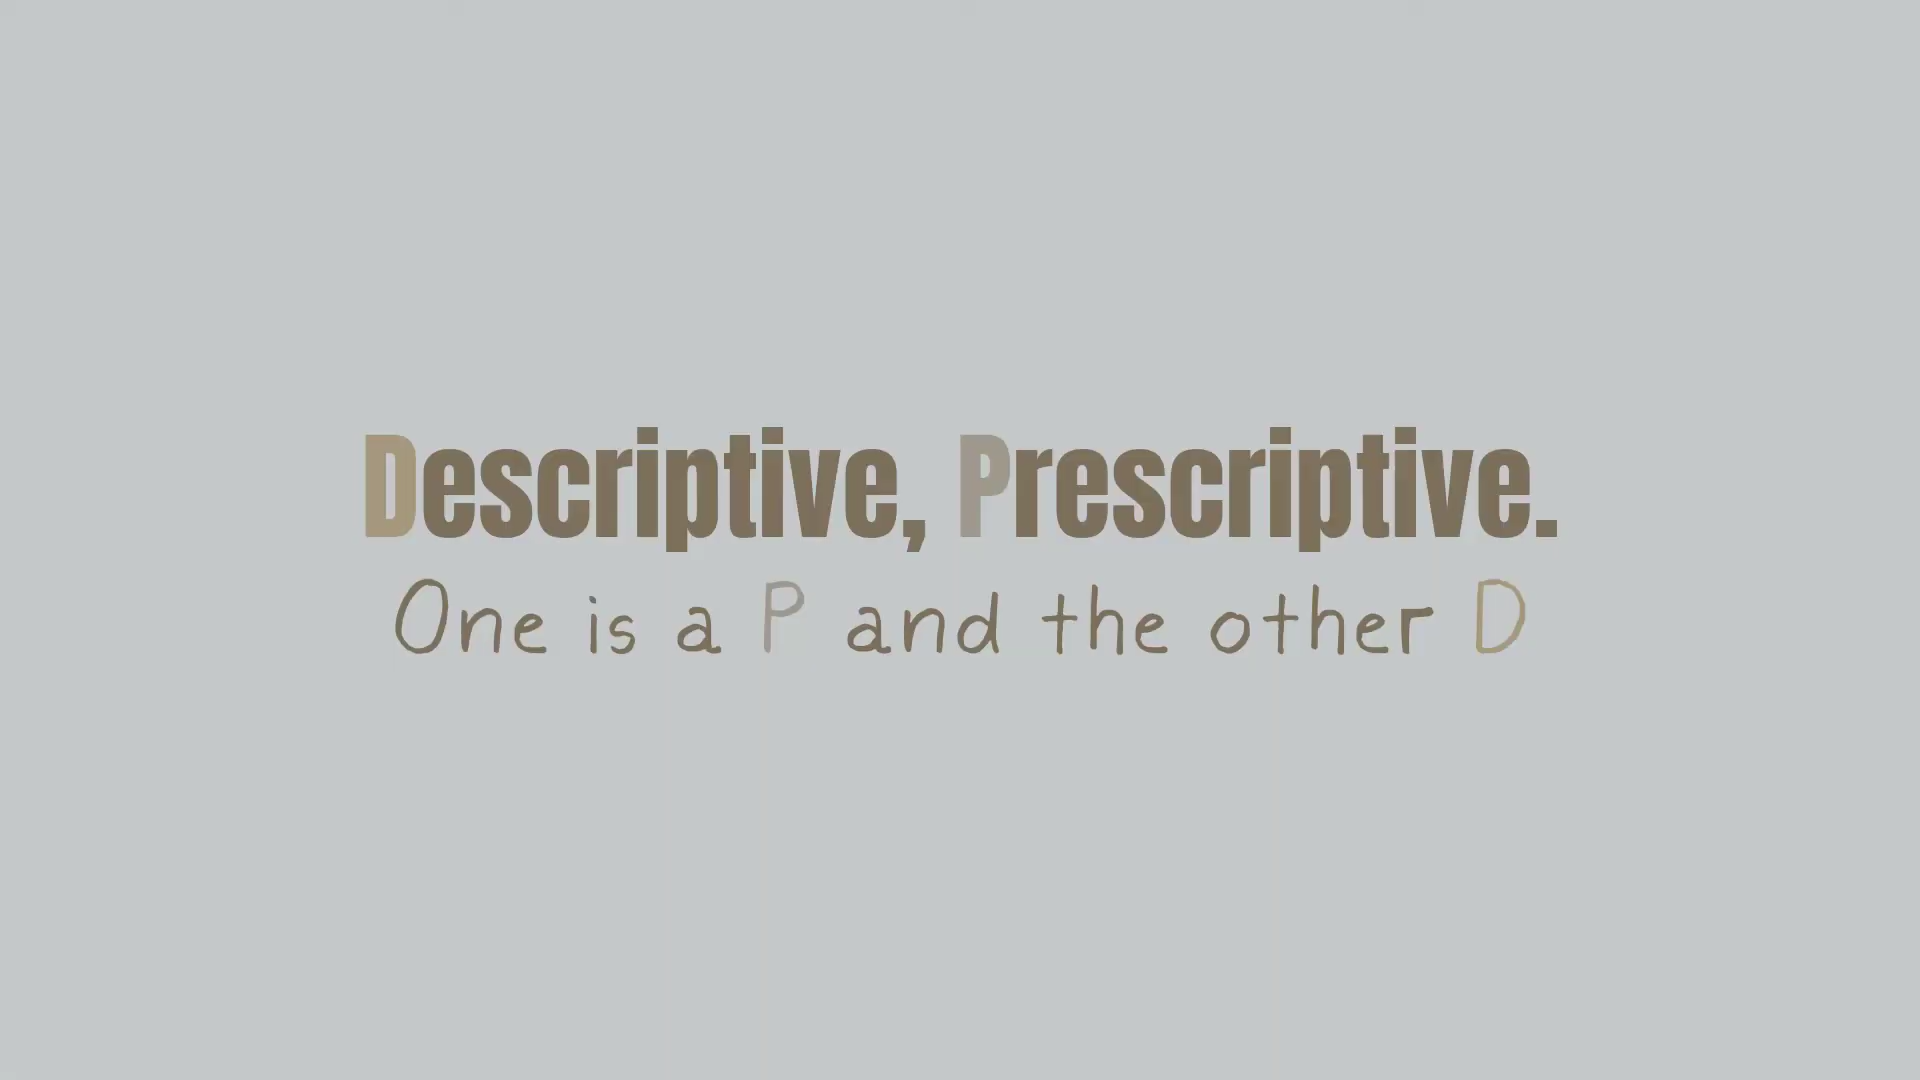 Descriptive, Prescriptive.
One is a P and the other D